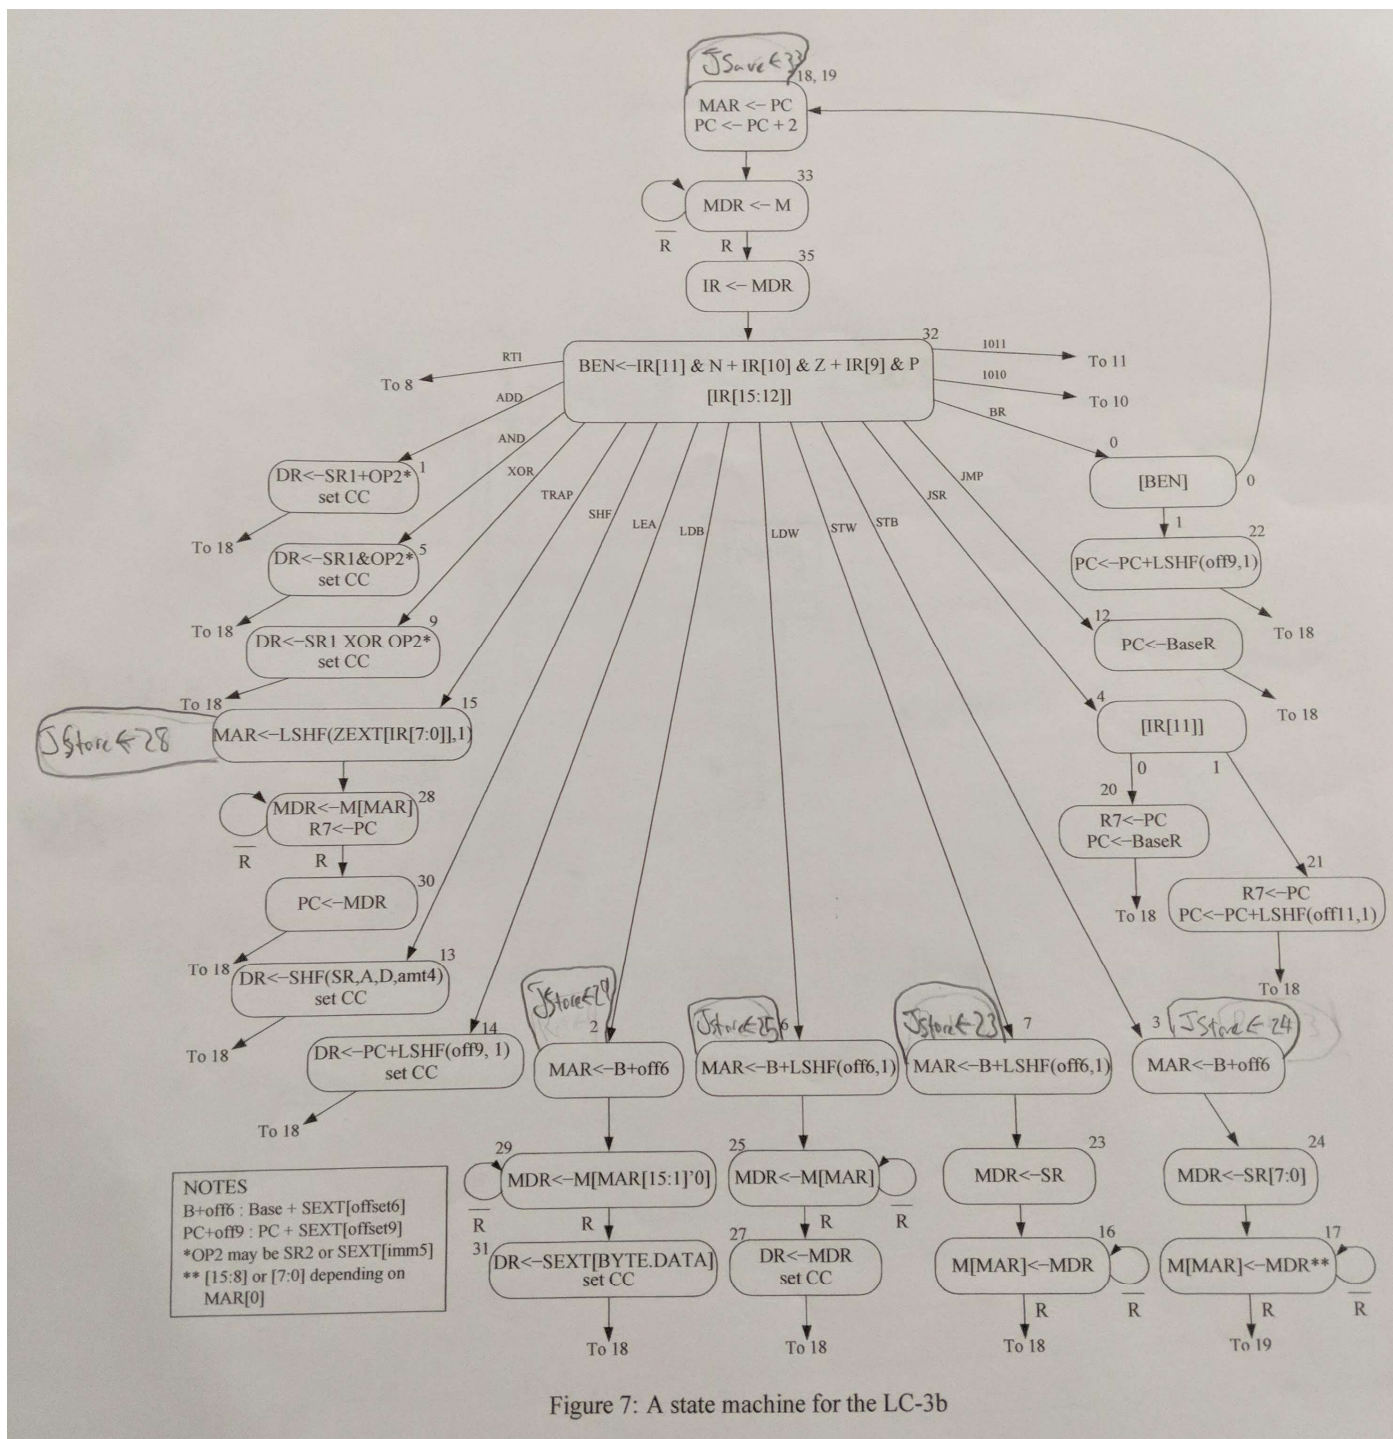 JSave←33
18, 19
MAR <− PC
PC <− PC + 2
33
MDR <− M
R
R
35
IR <− MDR
32
BEN<−IR[11] & N + IR[10] & Z + IR[9] & P
[IR[15:12]]
RTI
To 8
1011
To 11
1010
To 10
ADD
AND
XOR
TRAP
SHF
LEA
LDB
LDW
STW
STB
JSR
JMP
BR
0
[BEN]
0
1
22
PC<−PC+LSHF(off9,1)
To 18
1
DR<−SR1+OP2*
set CC
To 18
5
DR<−SR1&OP2*
set CC
To 18
9
DR<−SR1 XOR OP2*
set CC
To 18
12
PC<−BaseR
To 18
4
[IR[11]]
0
1
20
R7<−PC
PC<−BaseR
To 18
21
R7<−PC
PC<−PC+LSHF(off11,1)
To 18
JStore←28
15
MAR<−LSHF(ZEXT[IR[7:0]],1)
28
MDR<−M[MAR]
R7<−PC
R
R
30
PC<−MDR
To 18
13
DR<−SHF(SR,A,D,amt4)
set CC
To 18
14
DR<−PC+LSHF(off9, 1)
set CC
To 18
JStore←29
2
MAR<−B+off6
JStore←25
6
MAR<−B+LSHF(off6,1)
JStore←23
7
MAR<−B+LSHF(off6,1)
3
JStore←24
MAR<−B+off6
29
MDR<−M[MAR[15:1]’0]
R
R
25
MDR<−M[MAR]
R
R
23
MDR<−SR
24
MDR<−SR[7:0]
31
DR<−SEXT[BYTE.DATA]
set CC
To 18
27
DR<−MDR
set CC
To 18
16
M[MAR]<−MDR
R
R
To 18
17
M[MAR]<−MDR**
R
R
To 19
NOTES
B+off6 : Base + SEXT[offset6]
PC+off9 : PC + SEXT[offset9]
*OP2 may be SR2 or SEXT[imm5]
** [15:8] or [7:0] depending on
MAR[0]
Figure 7: A state machine for the LC-3b